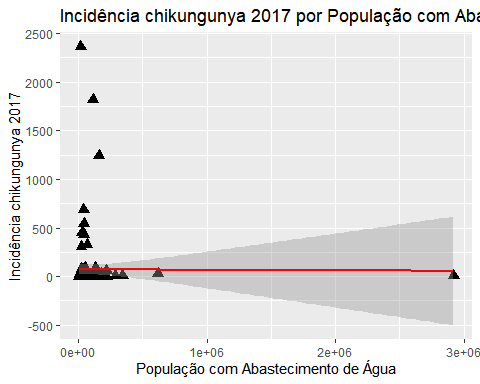 Incidência chikungunya 2017 por População com Aba
2500
2000
1500
1000
500
0
-500
Incidência chikungunya 2017
0e+00 1e+06 2e+06 3e+06
População com Abastecimento de Água